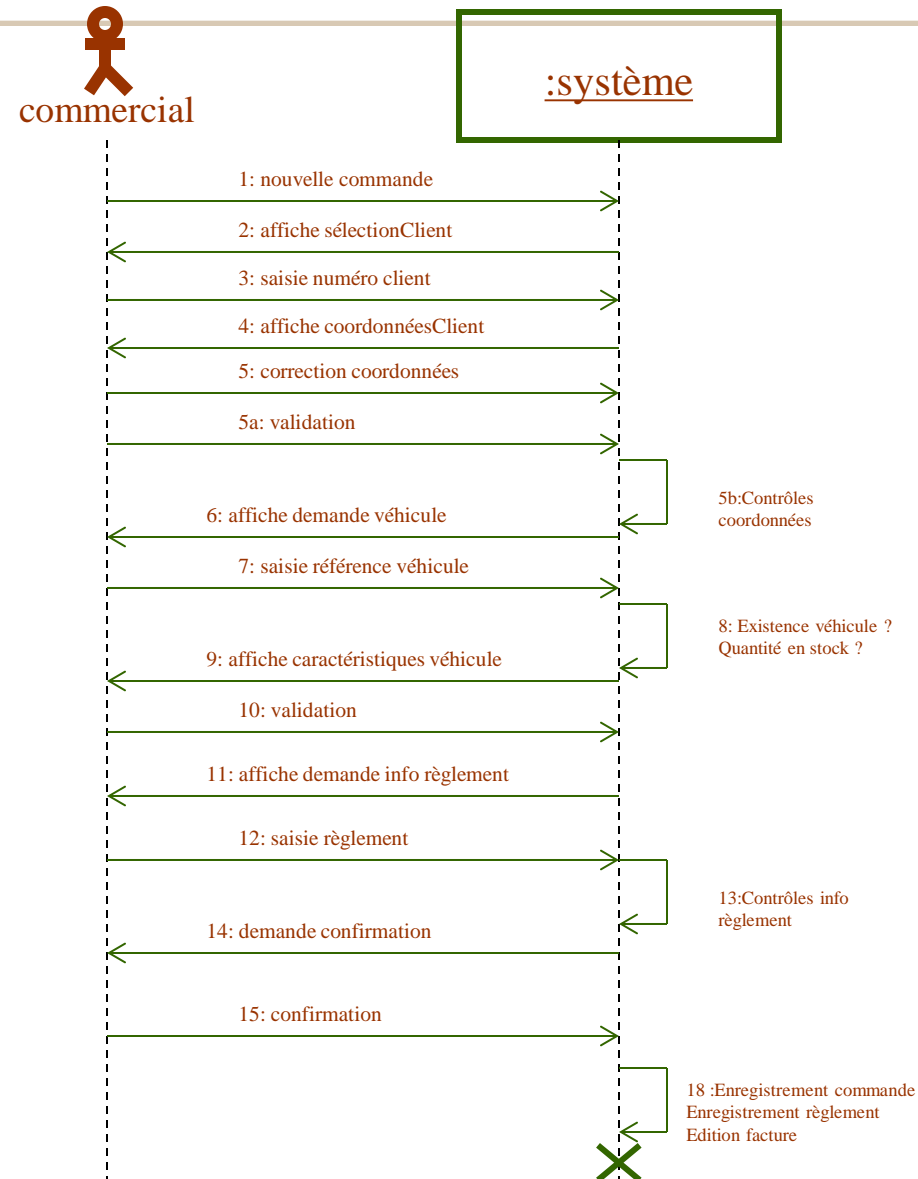 commercial
:système
1: nouvelle commande
2: affiche sélectionClient
3: saisie numéro client
4: affiche coordonnéesClient
5: correction coordonnées
5a: validation
5b:Contrôles
coordonnées
6: affiche demande véhicule
7: saisie référence véhicule
8: Existence véhicule ?
Quantité en stock ?
9: affiche caractéristiques véhicule
10: validation
11: affiche demande info règlement
12: saisie règlement
13:Contrôles info
règlement
14: demande confirmation
15: confirmation
18 :Enregistrement commande
Enregistrement règlement
Edition facture